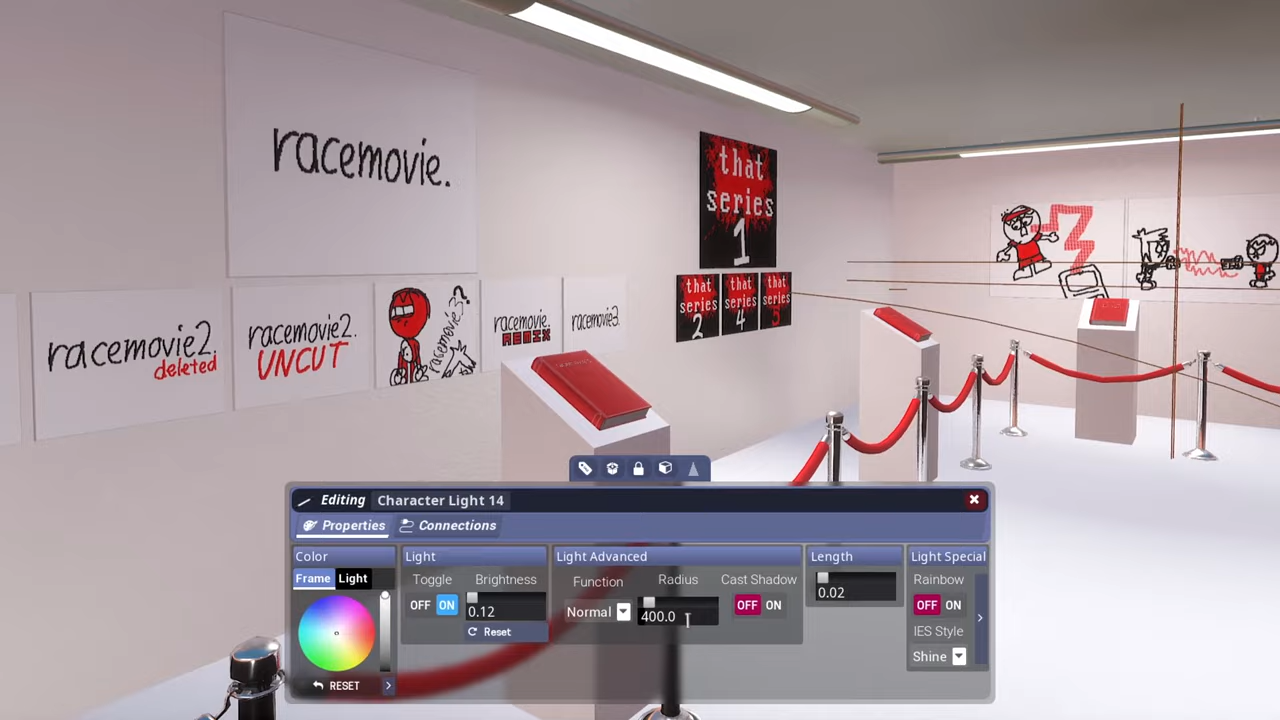 racemovie.
that
series
1
racemovie2
deleted
racemovie2.
UNCUT
racemovie.
REMIX
racemovie3.
that
series
2
that
series
4
that
series
5
Editing Character Light 14
Properties Connections
Color
Frame Light
RESET
Light
Toggle Brightness
OFF ON 0.12
Reset
Light Advanced
Function Radius Cast Shadow
Normal 400.0 OFF ON
Length
0.02
Light Special
Rainbow
OFF ON
IES Style
Shine